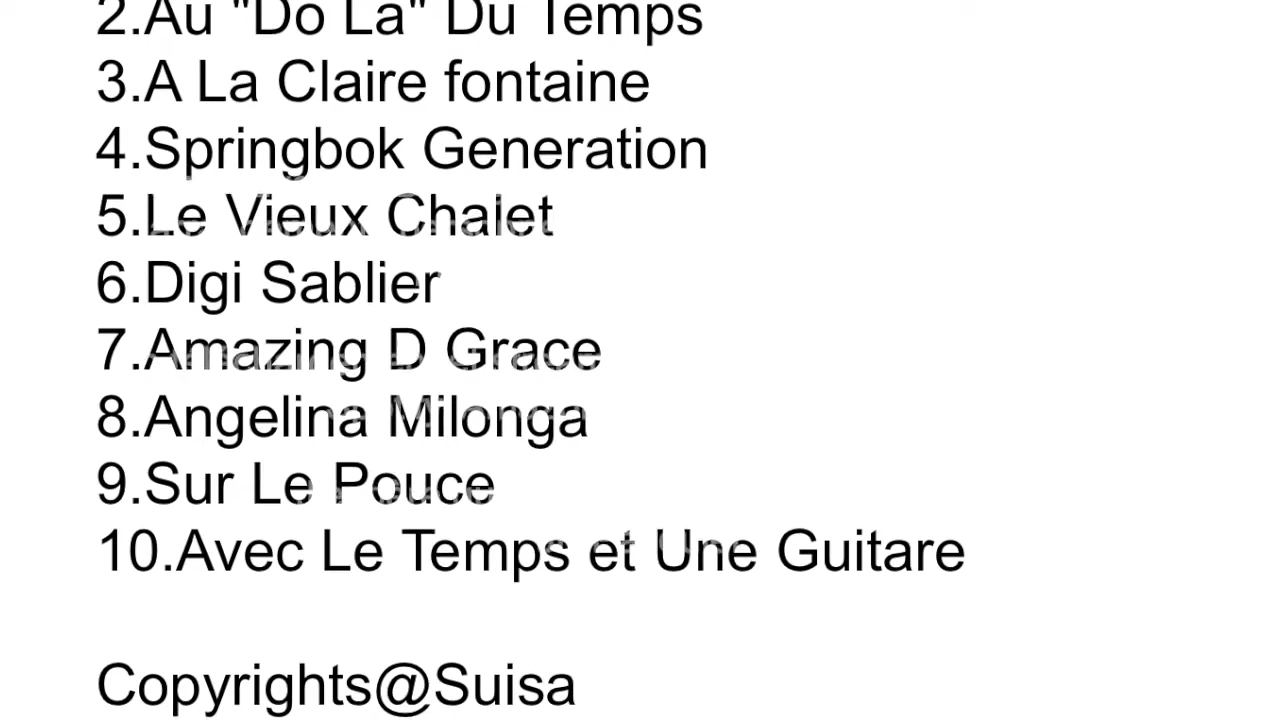 2.Au "Do La" Du Temps
3.A La Claire fontaine
4.Springbok Generation
5.Le Vieux Chalet
6.Digi Sablier
7.Amazing D Grace
8.Angelina Milonga
9.Sur Le Pouce
10.Avec Le Temps et Une Guitare
Copyrights@Suisa